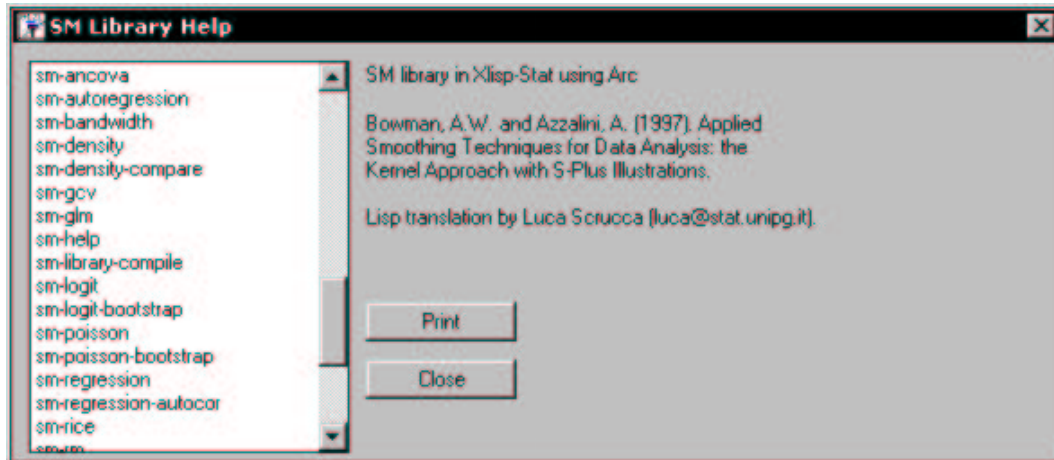 SM Library Help
sm-ancova
sm-autoregression
sm-bandwidth
sm-density
sm-density-compare
sm-gcv
sm-glm
sm-help
sm-library-compile
sm-logit
sm-logit-bootstrap
sm-poisson
sm-poisson-bootstrap
sm-regression
sm-regression-autocor
sm-rice
SM library in Xlisp-Stat using Arc
Bowman, A.W. and Azzalini, A. (1997). Applied
Smoothing Techniques for Data Analysis: the
Kernel Approach with S-Plus Illustrations.
Lisp translation by Luca Scrucca (luca@stat.unipg.it).
Print
Close